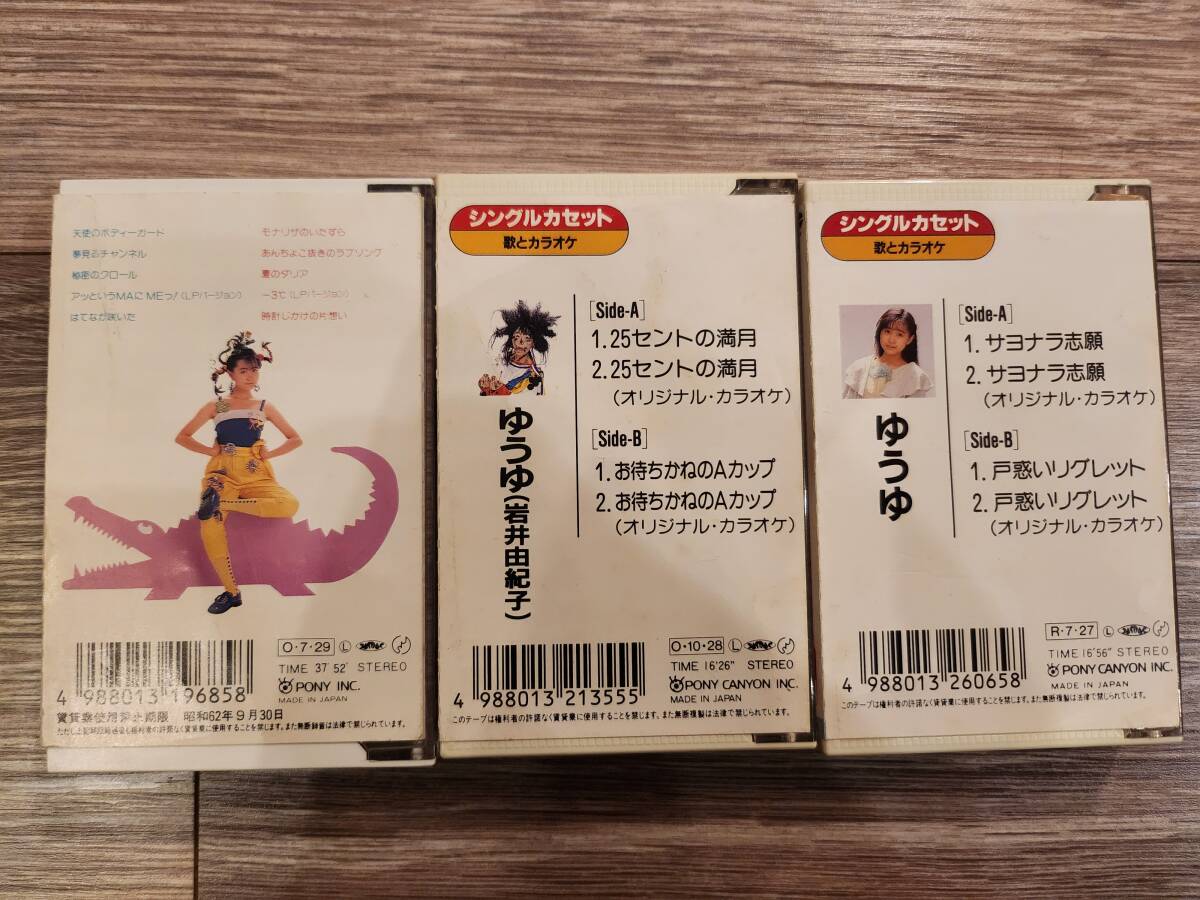 天使のボディーガード
夢見るチャンネル
秘密のクロール
アッというMAに MEっ!(LPバージョン)
はてなが咲いた
モナリザのいたずら
あんちょこ抜きのラブソング
夏のダリア
-3℃(LPバージョン)
時計じかけの片想い
4 988013 196858
O・7・29 L
TIME 37′52″ STEREO
PONY INC.
MADE IN JAPAN
賃貸業使用禁止期限 昭和62年9月30日
シングルカセット
歌とカラオケ
ゆうゆ(岩井由紀子)
[Side-A]
1.25セントの満月
2.25セントの満月
(オリジナル・カラオケ)
[Side-B]
1.お待ちかねのAカップ
2.お待ちかねのAカップ
(オリジナル・カラオケ)
4 988013 213555
O・10・28 L
TIME 16′26″ STEREO
PONY CANYON INC.
MADE IN JAPAN
このテープは権利者の許諾なく賃貸業に使用することを禁じます。また無断複製は法律で禁じられています。
シングルカセット
歌とカラオケ
ゆうゆ
[Side-A]
1.サヨナラ志願
2.サヨナラ志願
(オリジナル・カラオケ)
[Side-B]
1.戸惑いリグレット
2.戸惑いリグレット
(オリジナル・カラオケ)
4 988013 260658
R・7・27 L
TIME 16′56″ STEREO
PONY CANYON INC.
MADE IN JAPAN
このテープは権利者の許諾なく賃貸業に使用することを禁じます。また無断複製は法律で禁じられています。